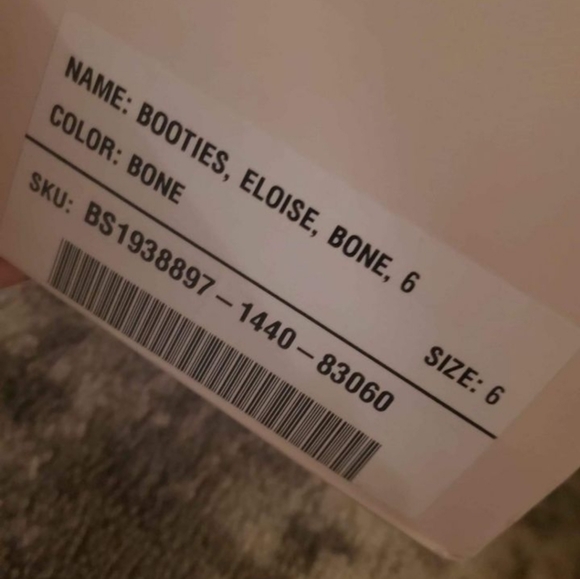 NAME: BOOTIES, ELOISE, BONE, 6
COLOR: BONE
SIZE: 6
SKU: BS1938897-1440-83060